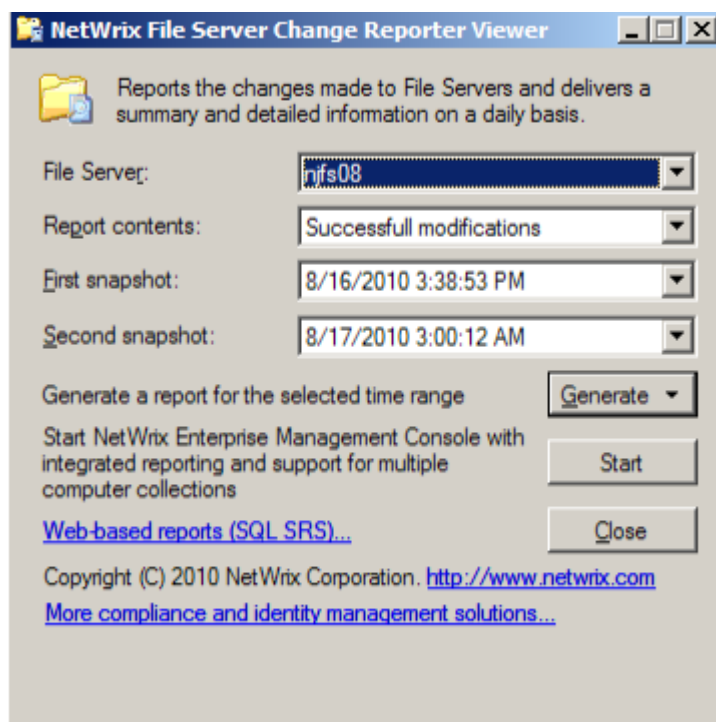 NetWrix File Server Change Reporter Viewer
Reports the changes made to File Servers and delivers a
summary and detailed information on a daily basis.
File Server: njfs08
Report contents: Successfull modifications
First snapshot: 8/16/2010 3:38:53 PM
Second snapshot: 8/17/2010 3:00:12 AM
Generate a report for the selected time range Generate
Start NetWrix Enterprise Management Console with
integrated reporting and support for multiple
computer collections
Start
Web-based reports (SQL SRS)... Close
Copyright (C) 2010 NetWrix Corporation. http://www.netwrix.com
More compliance and identity management solutions...